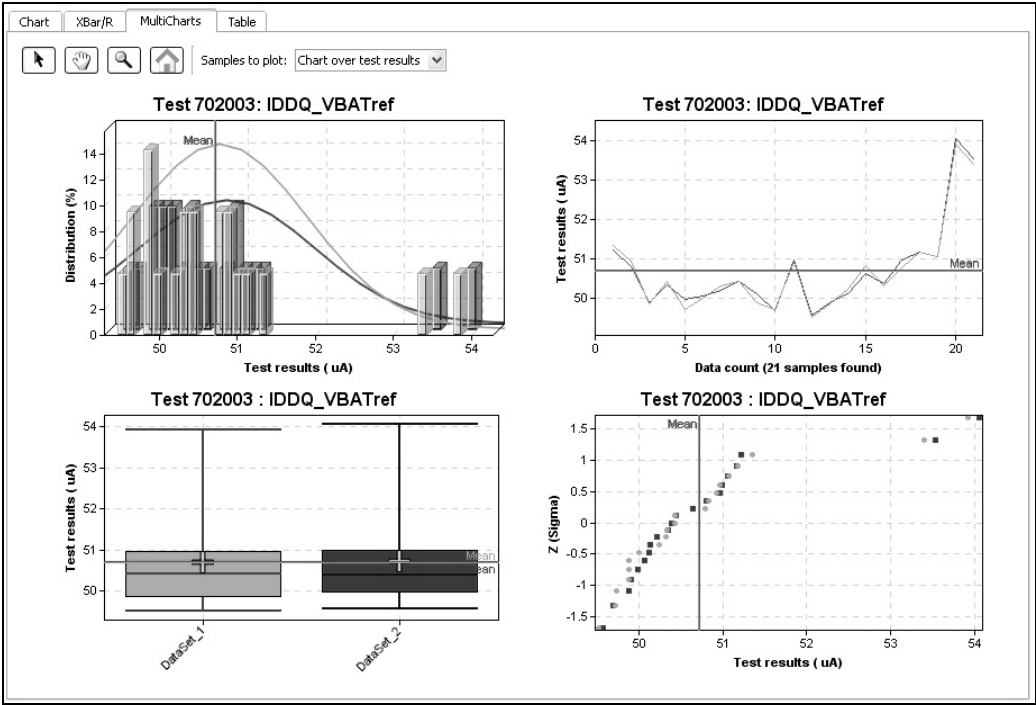 Chart XBar/R MultiCharts Table
Samples to plot: Chart over test results
Test 702003: IDDQ_VBATref
Mean
Distribution (%)
14
12
10
8
6
4
2
0
50 51 52 53 54
Test results ( uA)
Test 702003: IDDQ_VBATref
Test results ( uA)
54
53
52
51
50
Mean
0 5 10 15 20
Data count (21 samples found)
Test 702003 : IDDQ_VBATref
Test results ( uA)
54
53
52
51
50
Mean
DataSet_1 DataSet_2
Test 702003 : IDDQ_VBATref
Mean
Z (Sigma)
1.5
1
0.5
0
-0.5
-1
-1.5
50 51 52 53 54
Test results ( uA)